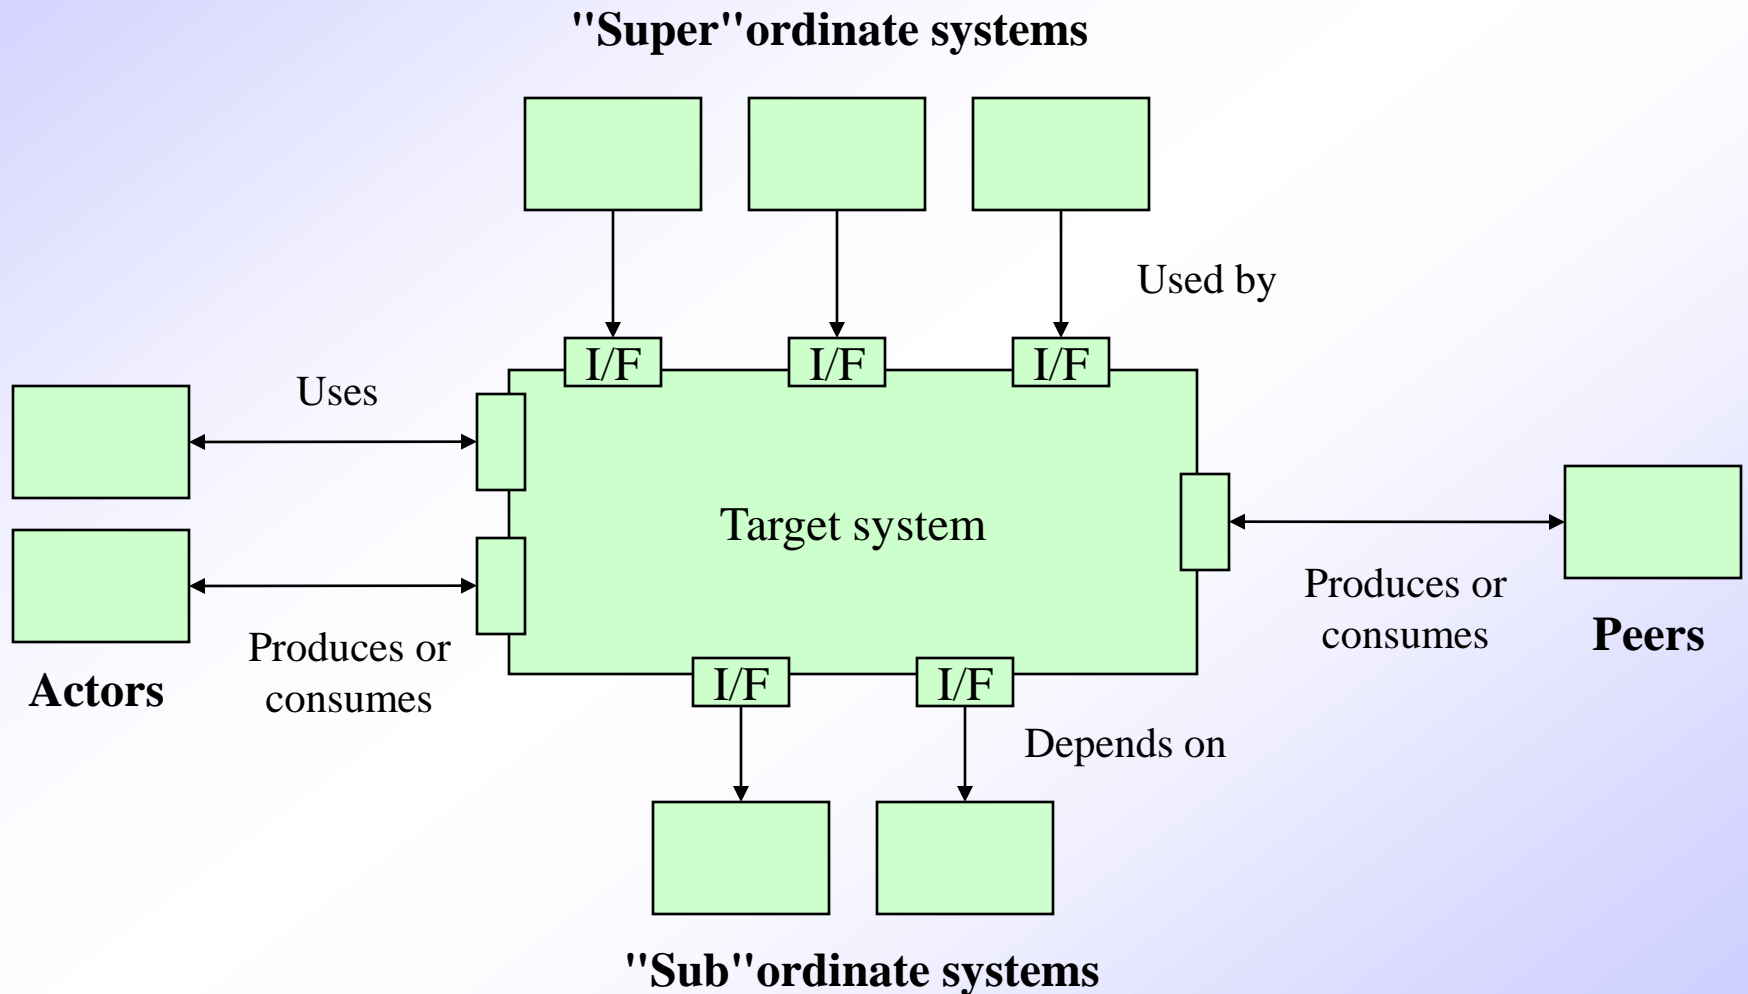 "Super"ordinate systems
Used by
I/F I/F I/F
Uses
Target system
Produces or
consumes
Peers
Produces or
consumes
Actors
I/F I/F
Depends on
"Sub"ordinate systems